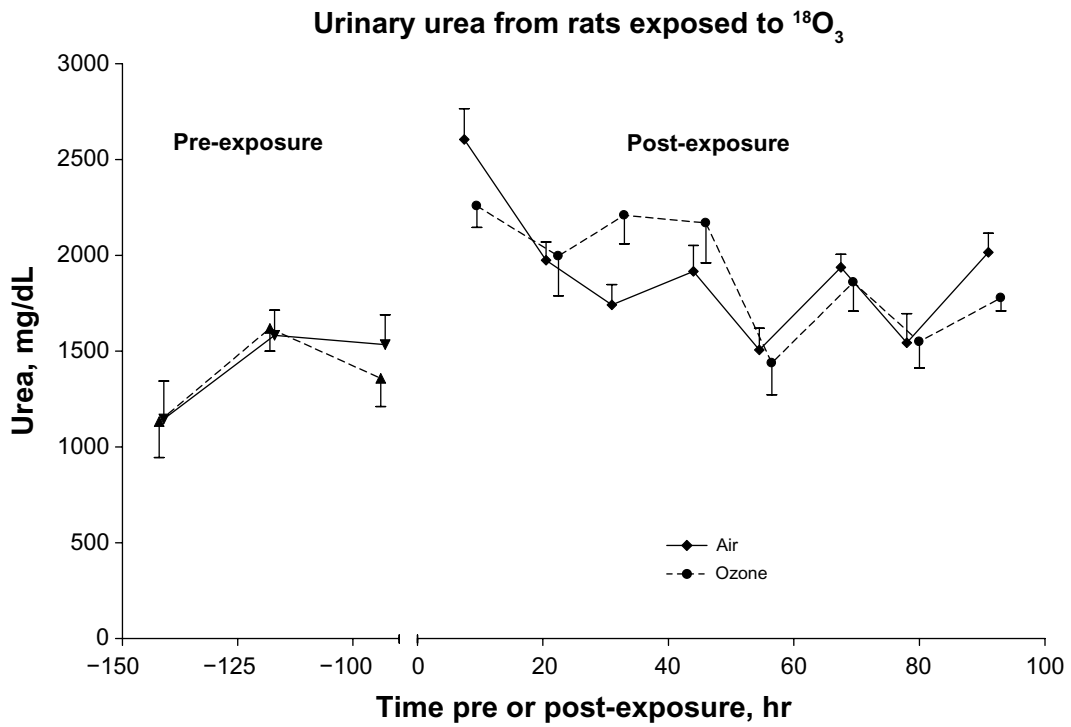 Urinary urea from rats exposed to ¹⁸O₃
Pre-exposure
Post-exposure
Urea, mg/dL
3000
2500
2000
1500
1000
500
0
Air
Ozone
−150 −125 −100 0 20 40 60 80 100
Time pre or post-exposure, hr